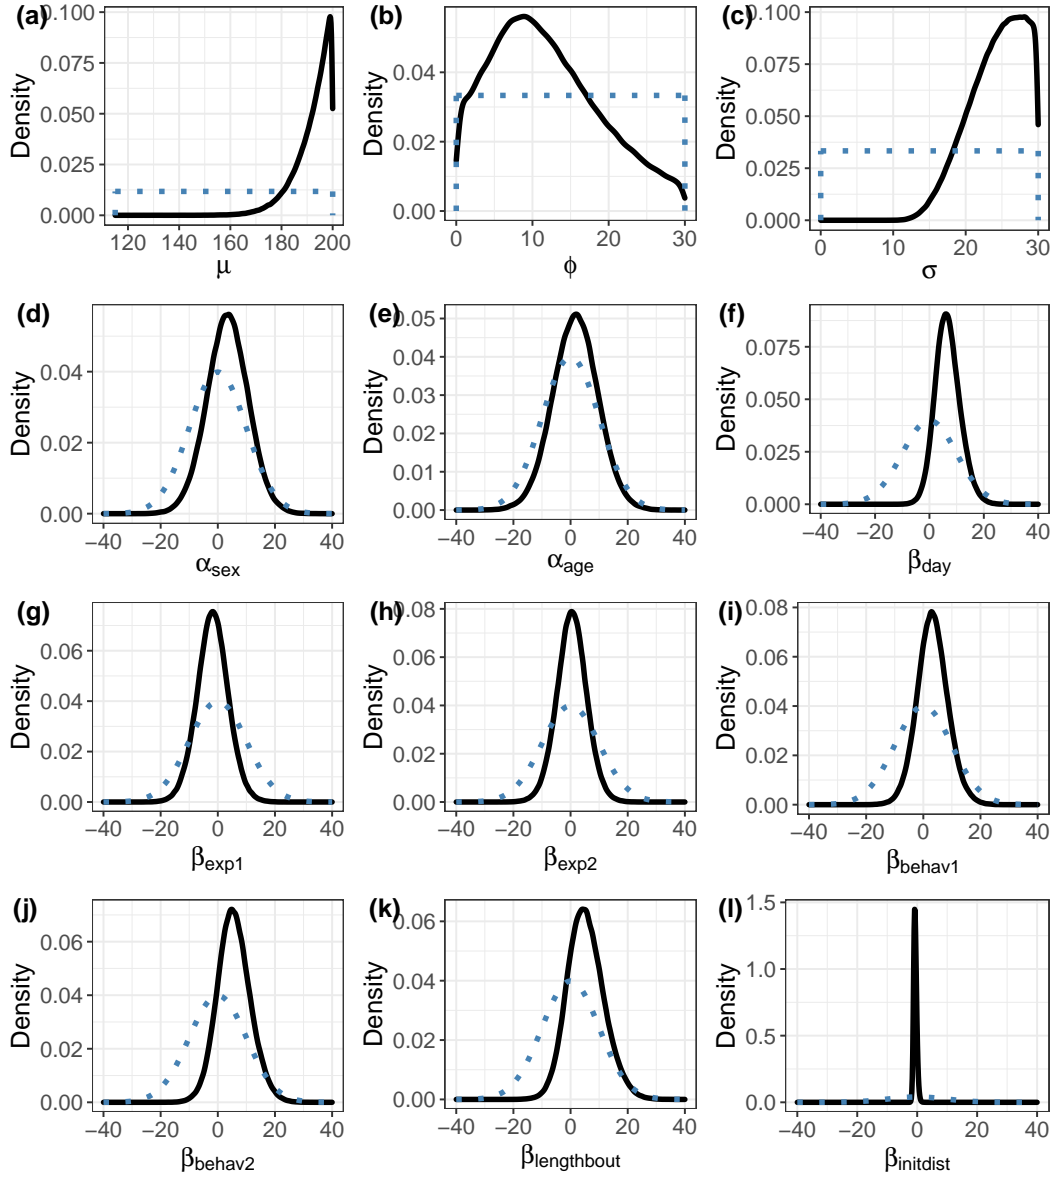 (a)
Density
0.100
0.075
0.050
0.025
0.000
120 140 160 180 200
μ
(b)
Density
0.04
0.02
0.00
0 10 20 30
ϕ
(c)
Density
0.100
0.075
0.050
0.025
0.000
0 10 20 30
σ
(d)
Density
0.04
0.02
0.00
−40 −20 0 20 40
αsex
(e)
Density
0.05
0.04
0.03
0.02
0.01
0.00
−40 −20 0 20 40
αage
(f)
Density
0.075
0.050
0.025
0.000
−40 −20 0 20 40
βday
(g)
Density
0.06
0.04
0.02
0.00
−40 −20 0 20 40
βexp1
(h)
Density
0.08
0.06
0.04
0.02
0.00
−40 −20 0 20 40
βexp2
(i)
Density
0.08
0.06
0.04
0.02
0.00
−40 −20 0 20 40
βbehav1
(j)
Density
0.06
0.04
0.02
0.00
−40 −20 0 20 40
βbehav2
(k)
Density
0.06
0.04
0.02
0.00
−40 −20 0 20 40
βlengthbout
(l)
Density
1.5
1.0
0.5
0.0
−40 −20 0 20 40
βinitdist